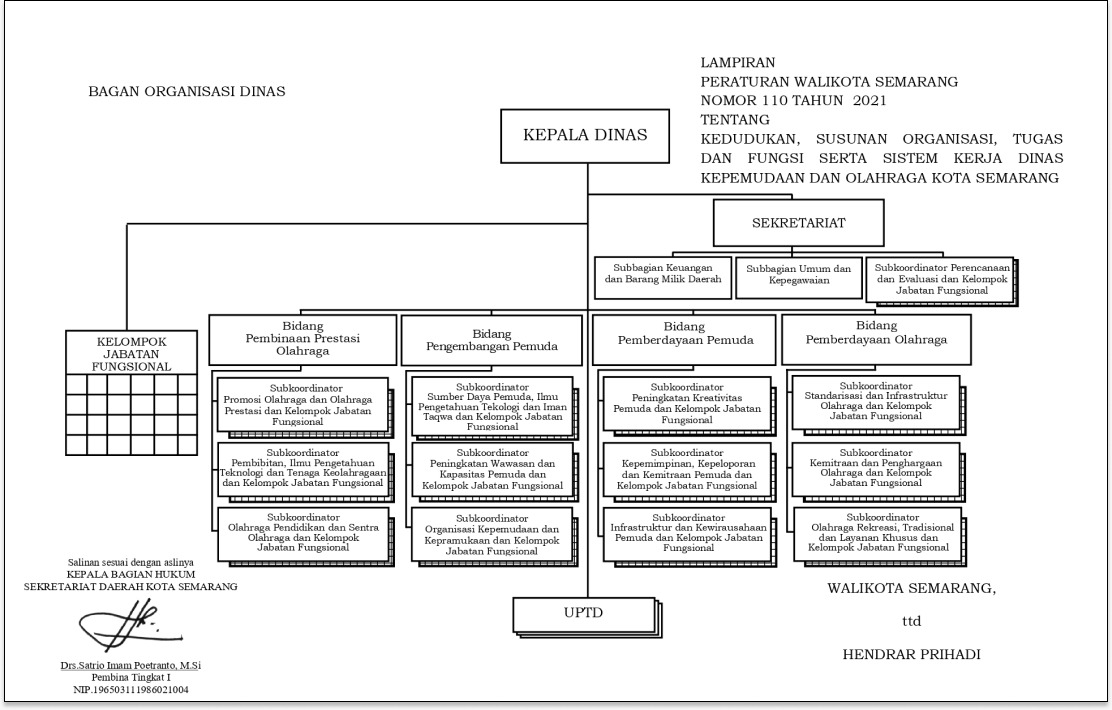 BAGAN ORGANISASI DINAS
LAMPIRAN
PERATURAN WALIKOTA SEMARANG
NOMOR 110 TAHUN 2021
TENTANG
KEDUDUKAN, SUSUNAN ORGANISASI, TUGAS
DAN FUNGSI SERTA SISTEM KERJA DINAS
KEPEMUDAAN DAN OLAHRAGA KOTA SEMARANG
KEPALA DINAS
SEKRETARIAT
Subbagian Keuangan
dan Barang Milik Daerah
Subbagian Umum dan
Kepegawaian
Subkoordinator Perencanaan
dan Evaluasi dan Kelompok
Jabatan Fungsional
KELOMPOK
JABATAN
FUNGSIONAL
Bidang
Pembinaan Prestasi
Olahraga
Subkoordinator
Promosi Olahraga dan Olahraga
Prestasi dan Kelompok Jabatan
Fungsional
Subkoordinator
Pembibitan, Ilmu Pengetahuan
Teknologi dan Tenaga Keolahragaan
dan Kelompok Jabatan Fungsional
Subkoordinator
Olahraga Pendidikan dan Sentra
Olahraga dan Kelompok
Jabatan Fungsional
Bidang
Pengembangan Pemuda
Subkoordinator
Sumber Daya Pemuda, Ilmu
Pengetahuan Tekologi dan Iman
Taqwa dan Kelompok Jabatan
Fungsional
Subkoordinator
Peningkatan Wawasan dan
Kapasitas Pemuda dan
Kelompok Jabatan Fungsional
Subkoordinator
Organisasi Kepemudaan dan
Kepramukaan dan Kelompok
Jabatan Fungsional
Bidang
Pemberdayaan Pemuda
Subkoordinator
Peningkatan Kreativitas
Pemuda dan Kelompok Jabatan
Fungsional
Subkoordinator
Kepemimpinan, Kepeloporan
dan Kemitraan Pemuda dan
Kelompok Jabatan Fungsional
Subkoordinator
Infrastruktur dan Kewirausahaan
Pemuda dan Kelompok Jabatan
Fungsional
Bidang
Pemberdayaan Olahraga
Subkoordinator
Standarisasi dan Infrastruktur
Olahraga dan Kelompok
Jabatan Fungsional
Subkoordinator
Kemitraan dan Penghargaan
Olahraga dan Kelompok
Jabatan Fungsional
Subkoordinator
Olahraga Rekreasi, Tradisional
dan Layanan Khusus dan
Kelompok Jabatan Fungsional
UPTD
Salinan sesuai dengan aslinya
KEPALA BAGIAN HUKUM
SEKRETARIAT DAERAH KOTA SEMARANG
Drs.Satrio Imam Poetranto, M.Si
Pembina Tingkat I
NIP.196503111986021004
WALIKOTA SEMARANG,
ttd
HENDRAR PRIHADI